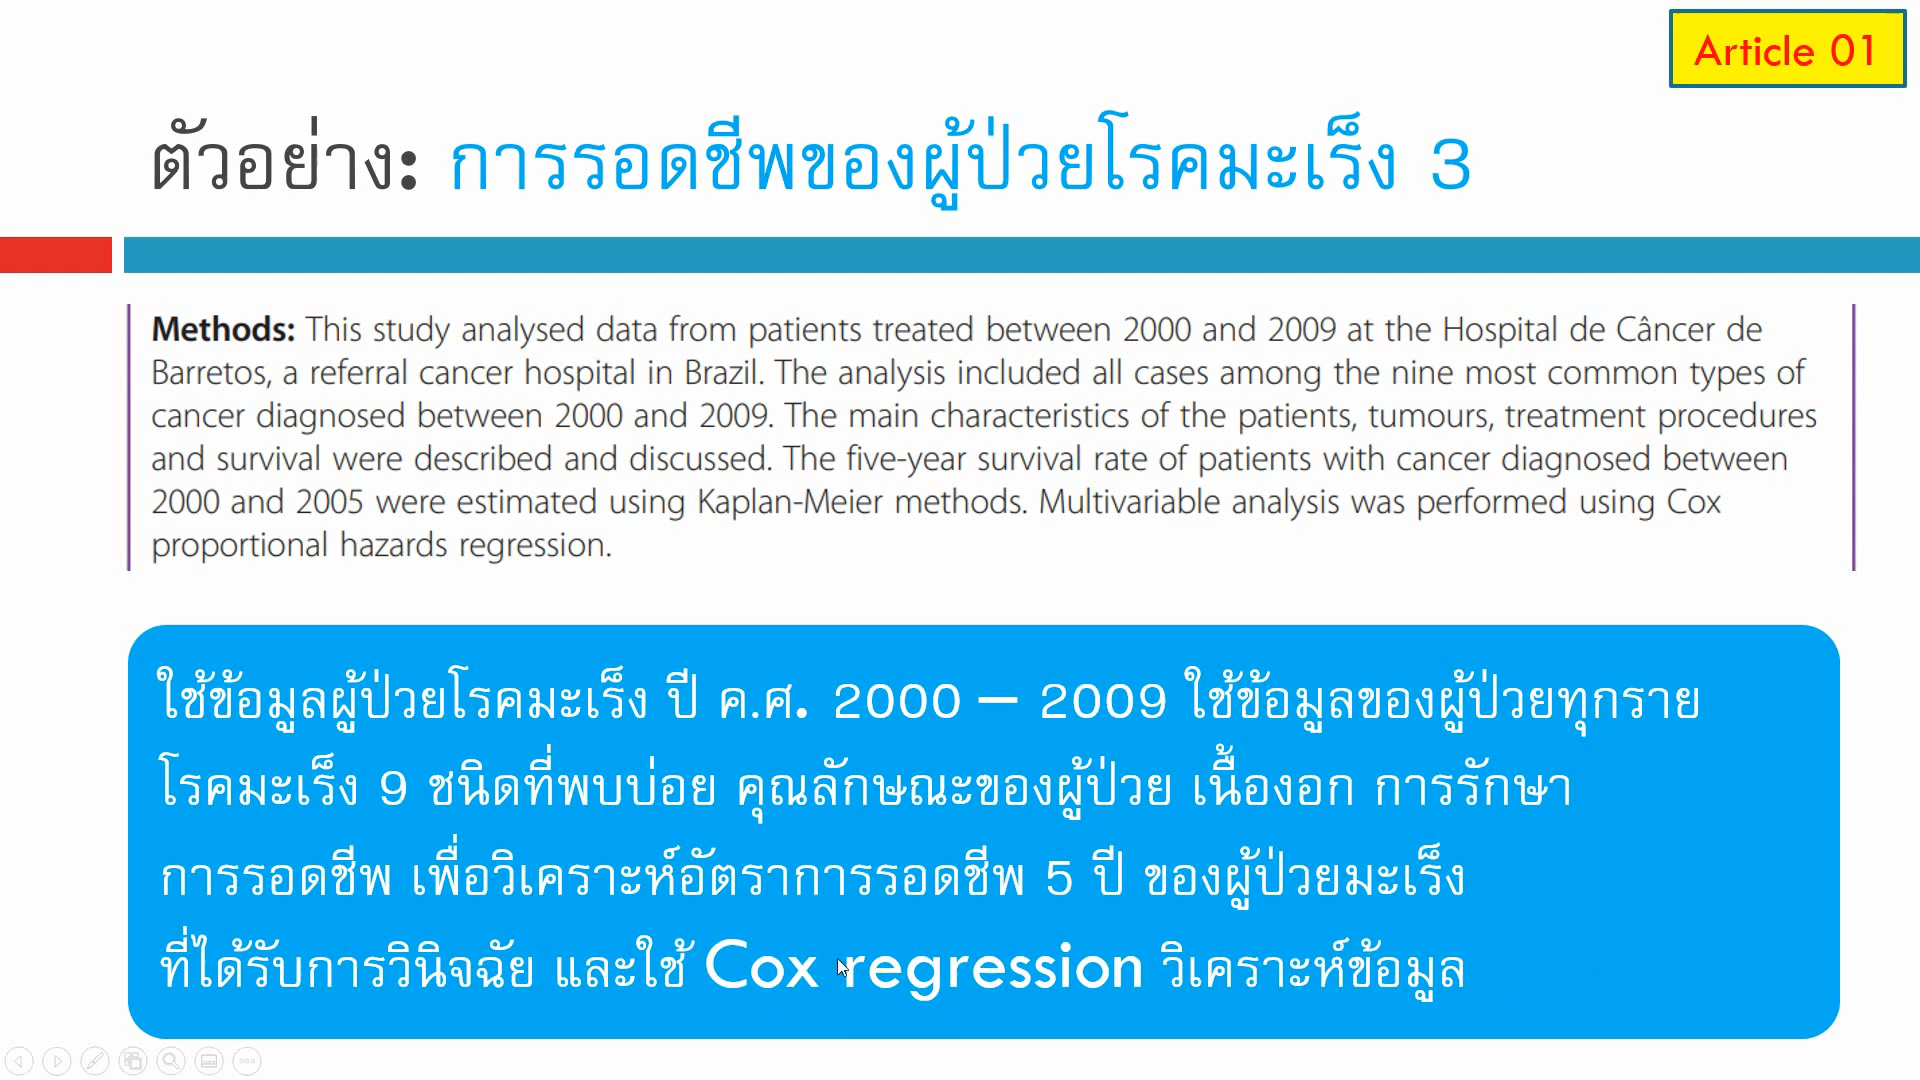 Article 01
ตัวอย่าง: การรอดชีพของผู้ป่วยโรคมะเร็ง 3
Methods: This study analysed data from patients treated between 2000 and 2009 at the Hospital de Câncer de
Barretos, a referral cancer hospital in Brazil. The analysis included all cases among the nine most common types of
cancer diagnosed between 2000 and 2009. The main characteristics of the patients, tumours, treatment procedures
and survival were described and discussed. The five-year survival rate of patients with cancer diagnosed between
2000 and 2005 were estimated using Kaplan-Meier methods. Multivariable analysis was performed using Cox
proportional hazards regression.
ใช้ข้อมูลผู้ป่วยโรคมะเร็ง ปี ค.ศ. 2000 – 2009 ใช้ข้อมูลของผู้ป่วยทุกราย
โรคมะเร็ง 9 ชนิดที่พบบ่อย คุณลักษณะของผู้ป่วย เนื้องอก การรักษา
การรอดชีพ เพื่อวิเคราะห์อัตราการรอดชีพ 5 ปี ของผู้ป่วยมะเร็ง
ที่ได้รับการวินิจฉัย และใช้ Cox regression วิเคราะห์ข้อมูล